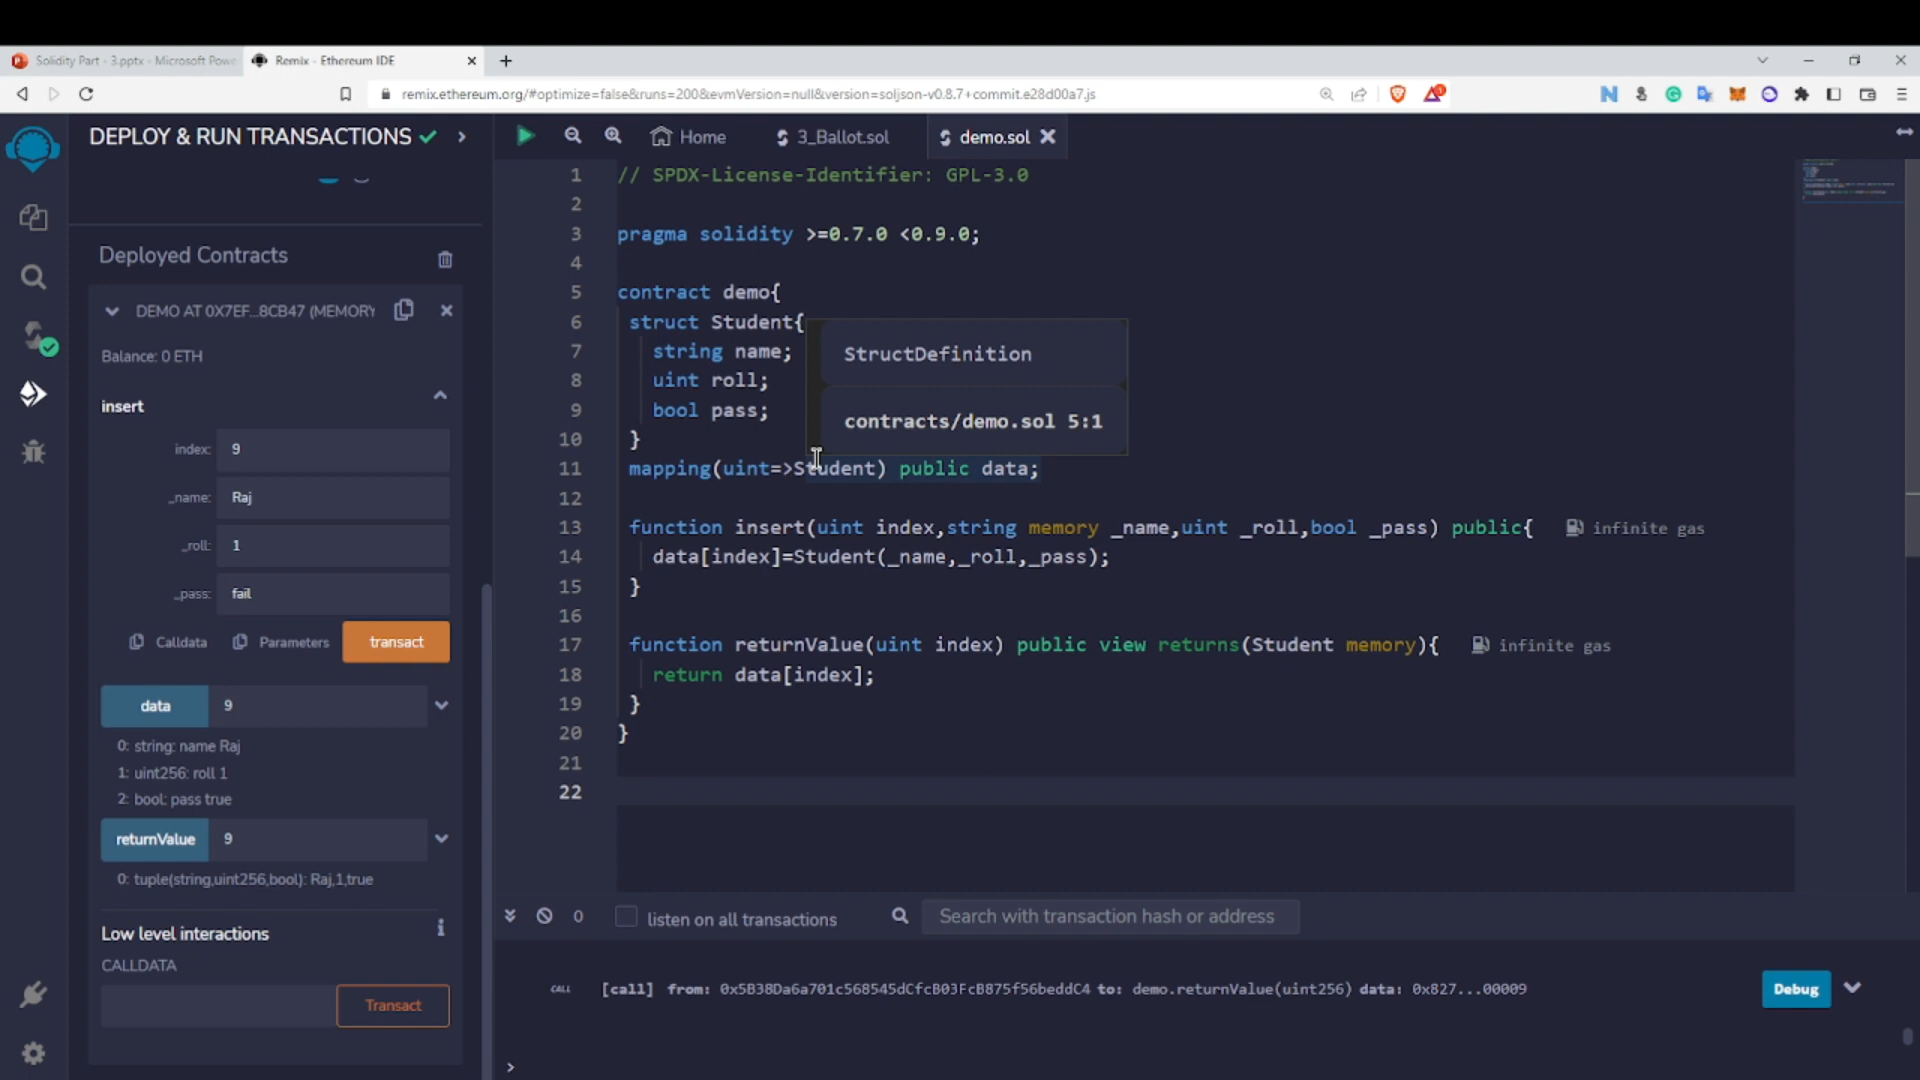 Solidity Part - 3.pptx - Microsoft Powe
Remix - Ethereum IDE
remix.ethereum.org/#optimize=false&runs=200&evmVersion=null&version=soljson-v0.8.7+commit.e28d00a7.js
DEPLOY & RUN TRANSACTIONS
Home
3_Ballot.sol
demo.sol
Deployed Contracts
DEMO AT 0X7EF...8CB47 (MEMORY
Balance: 0 ETH
insert
index: 9
_name: Raj
_roll: 1
_pass: fail
Calldata
Parameters
transact
data 9
0: string: name Raj
1: uint256: roll 1
2: bool: pass true
returnValue 9
0: tuple(string,uint256,bool): Raj,1,true
Low level interactions
i
CALLDATA
Transact
1 // SPDX-License-Identifier: GPL-3.0
2
3 pragma solidity >=0.7.0 <0.9.0;
4
5 contract demo{
6 struct Student{
7 string name;
8 uint roll;
9 bool pass;
10 }
11 mapping(uint=>Student) public data;
12
13 function insert(uint index,string memory _name,uint _roll,bool _pass) public{ infinite gas
14 data[index]=Student(_name,_roll,_pass);
15 }
16
17 function returnValue(uint index) public view returns(Student memory){ infinite gas
18 return data[index];
19 }
20 }
21
22
StructDefinition
contracts/demo.sol 5:1
0
listen on all transactions
Search with transaction hash or address
CALL [call] from: 0x5B38Da6a701c568545dCfcB03FcB875f56beddC4 to: demo.returnValue(uint256) data: 0x827...00009
Debug
>